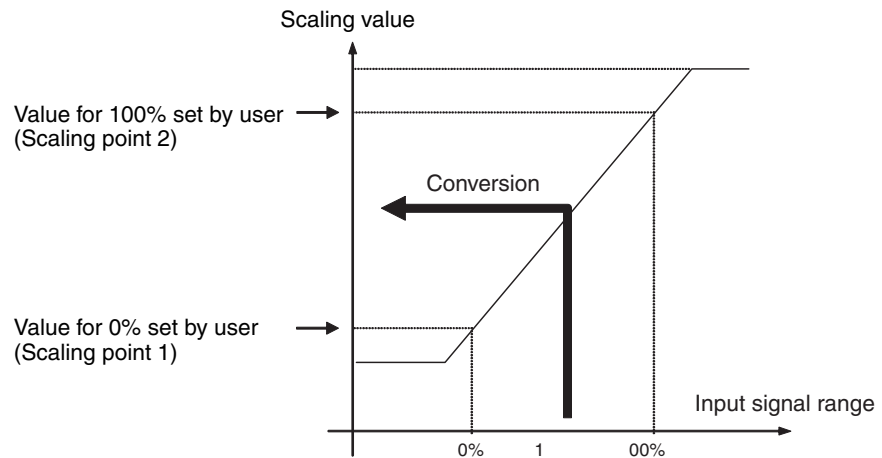 Scaling value
Value for 100% set by user
(Scaling point 2)
Conversion
Value for 0% set by user
(Scaling point 1)
Input signal range
0% 1 00%